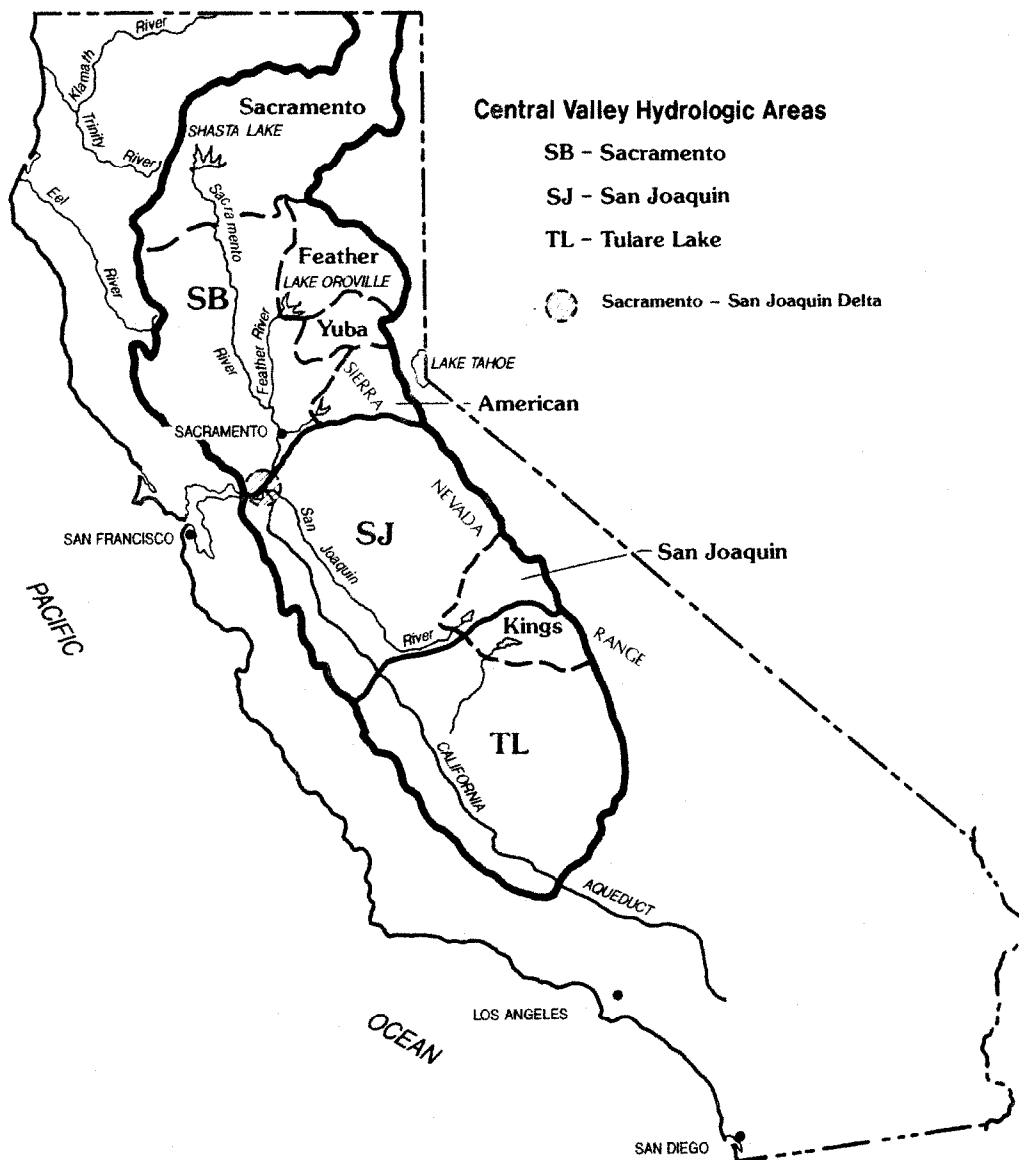 River
Klamath
Trinity
River
Sacramento
SHASTA LAKE
Central Valley Hydrologic Areas
SB – Sacramento
SJ – San Joaquin
TL – Tulare Lake
Sacramento – San Joaquin Delta
Eel
River
Sacramento
River
Feather
LAKE OROVILLE
SB
Feather River
Yuba
LAKE TAHOE
SIERRA
American
SACRAMENTO
NEVADA
SAN FRANCISCO
San
Joaquin
River
SJ
San Joaquin
PACIFIC
Kings
RANGE
TL
CALIFORNIA
AQUEDUCT
LOS ANGELES
OCEAN
SAN DIEGO